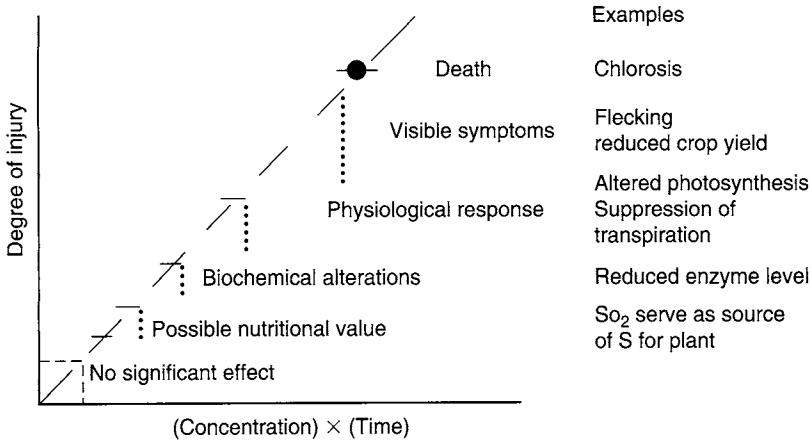 Examples
Death
Chlorosis
Visible symptoms
Flecking
reduced crop yield
Physiological response
Altered photosynthesis
Suppression of
transpiration
Biochemical alterations
Reduced enzyme level
Possible nutritional value
So₂ serve as source
of S for plant
No significant effect
Degree of injury
(Concentration) × (Time)